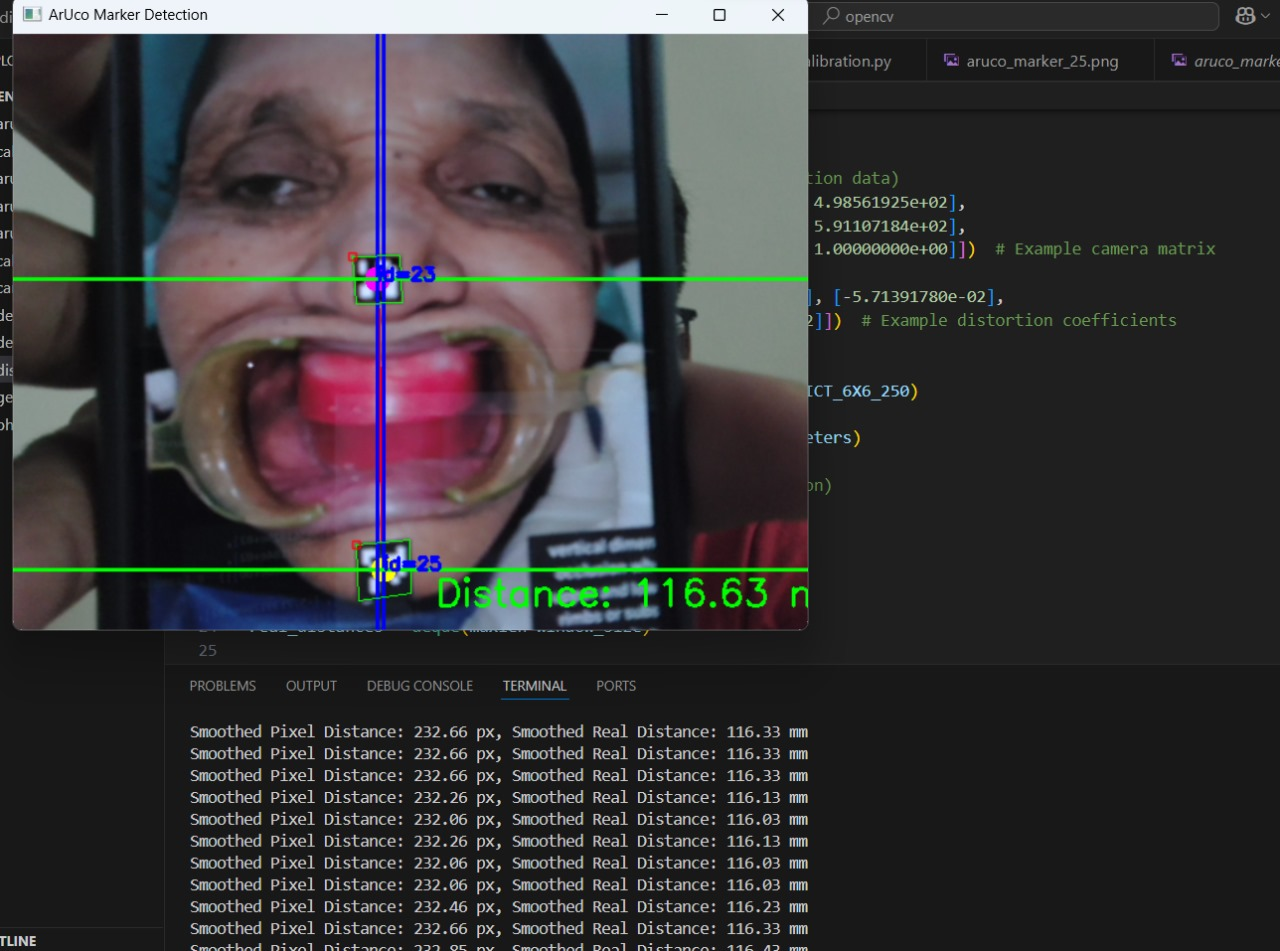 ArUco Marker Detection
opencv
libration.py
aruco_marker_25.png
aruco_marke
tion data)
4.98561925e+02],
5.91107184e+02],
1.00000000e+00]]) # Example camera matrix
], [-5.71391780e-02],
2]]) # Example distortion coefficients
ICT_6X6_250)
eters)
on)
id=23
id=25
vertical dimen
Distance: 116.63
25
PROBLEMS
OUTPUT
DEBUG CONSOLE
TERMINAL
PORTS
Smoothed Pixel Distance: 232.66 px, Smoothed Real Distance: 116.33 mm
Smoothed Pixel Distance: 232.66 px, Smoothed Real Distance: 116.33 mm
Smoothed Pixel Distance: 232.66 px, Smoothed Real Distance: 116.33 mm
Smoothed Pixel Distance: 232.26 px, Smoothed Real Distance: 116.13 mm
Smoothed Pixel Distance: 232.06 px, Smoothed Real Distance: 116.03 mm
Smoothed Pixel Distance: 232.26 px, Smoothed Real Distance: 116.13 mm
Smoothed Pixel Distance: 232.06 px, Smoothed Real Distance: 116.03 mm
Smoothed Pixel Distance: 232.06 px, Smoothed Real Distance: 116.03 mm
Smoothed Pixel Distance: 232.46 px, Smoothed Real Distance: 116.23 mm
Smoothed Pixel Distance: 232.66 px, Smoothed Real Distance: 116.33 mm
Smoothed Pixel Distance: 232.85 px, Smoothed Real Distance: 116.43 mm
TLINE